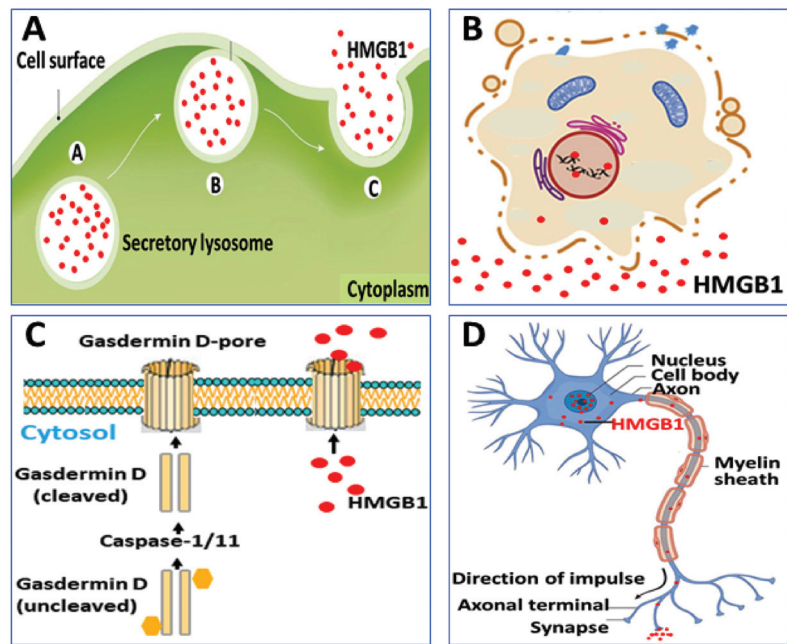 A
Cell surface
HMGB1
A
B
C
Secretory lysosome
Cytoplasm
B
HMGB1
C
Gasdermin D-pore
Cytosol
Gasdermin D
(cleaved)
HMGB1
Caspase-1/11
Gasdermin D
(uncleaved)
D
Nucleus
Cell body
Axon
HMGB1
Myelin
sheath
Direction of impulse
Axonal terminal
Synapse